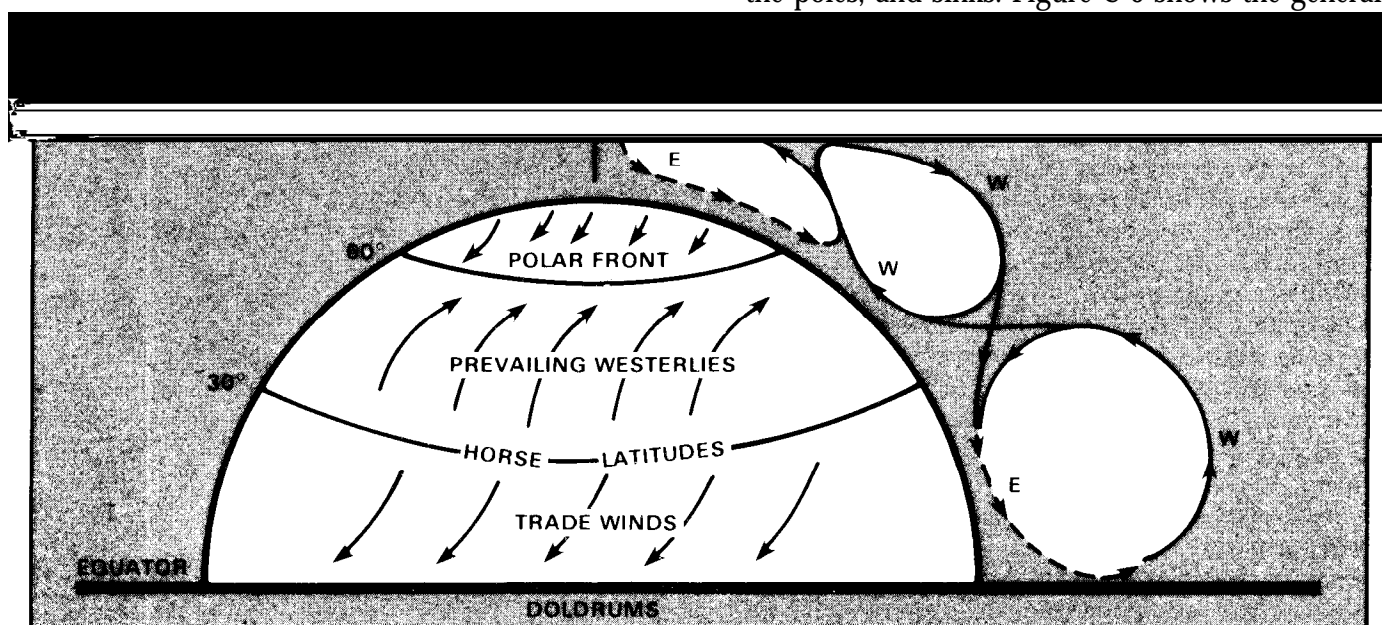 the poles, and sinks. Figure C-6 shows the general
E
W
60°
POLAR FRONT
W
PREVAILING WESTERLIES
30°
HORSE LATITUDES
W
E
TRADE WINDS
EQUATOR
DOLDRUMS